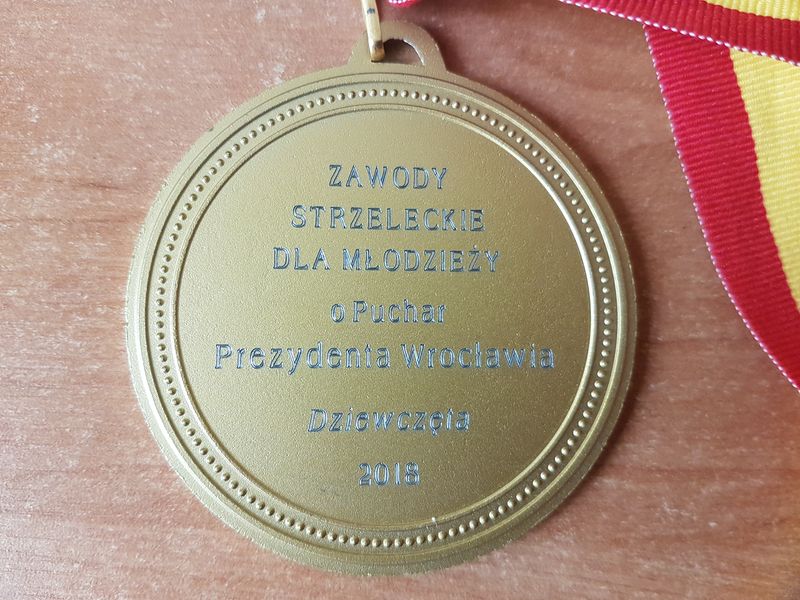 ZAWODY
STRZELECKIE
DLA MŁODZIEŻY
o Puchar
Prezydenta Wrocławia
Dziewczęta
2018